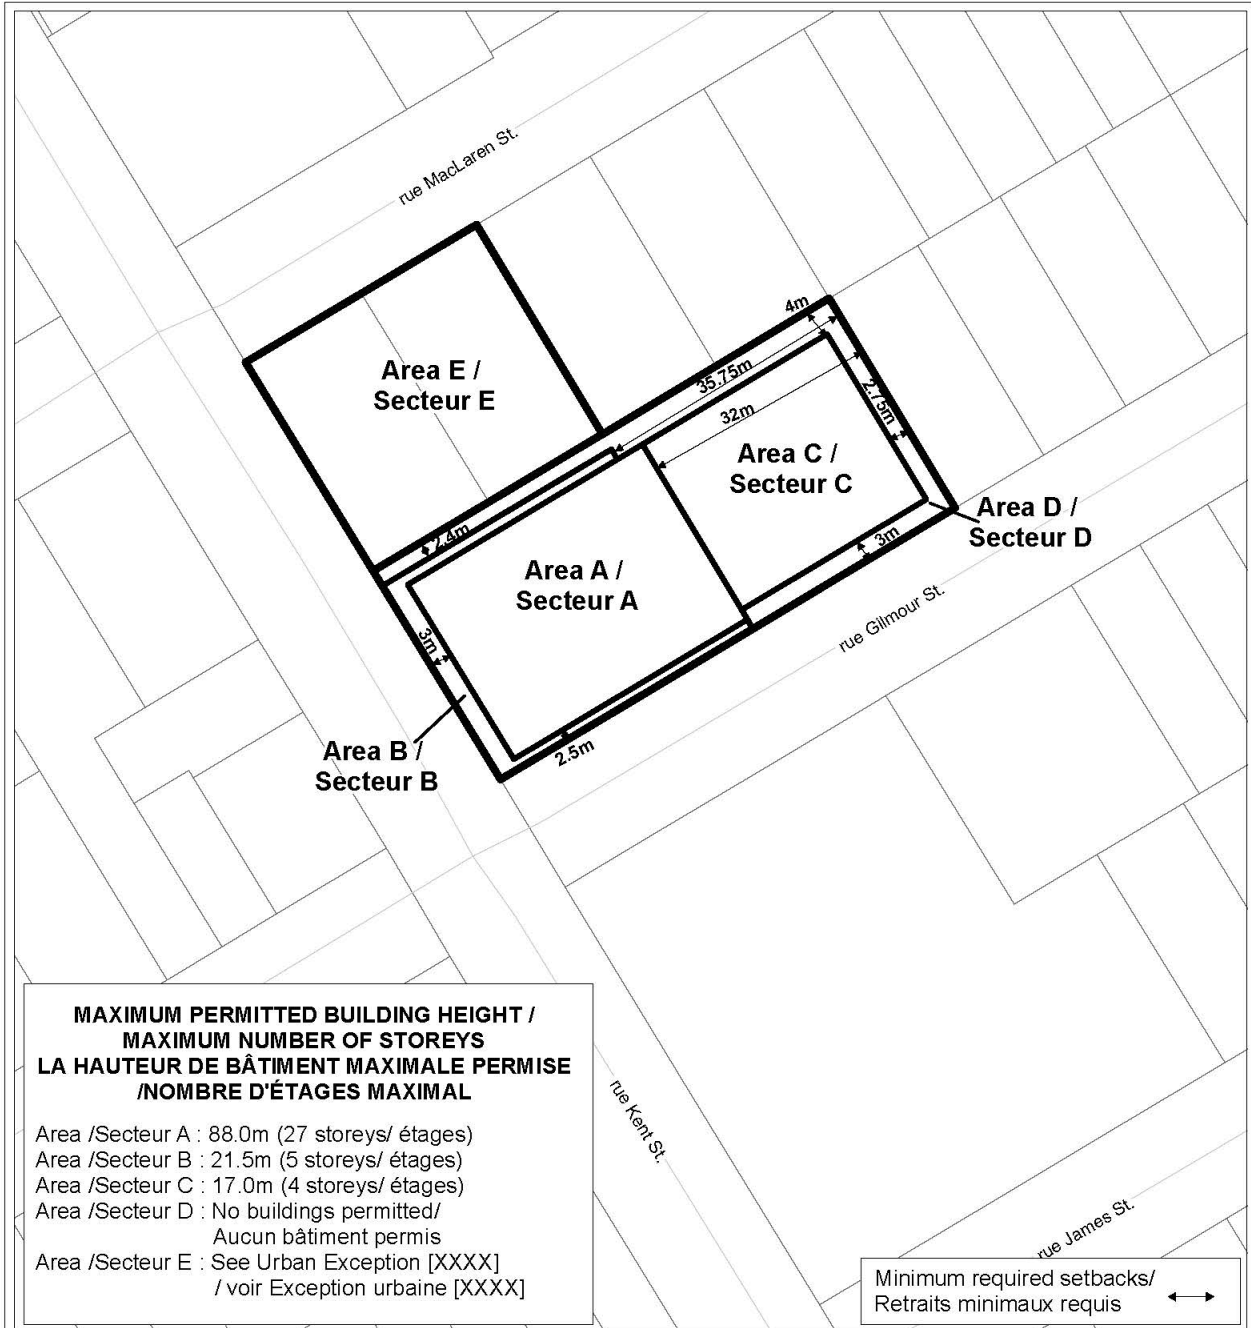 rue MacLaren St.
4m
Area E /
Secteur E
35.75m
32m
2.75m
Area C /
Secteur C
Area D /
Secteur D
2.4m
3m
Area A /
Secteur A
rue Gilmour St.
3m
Area B /
Secteur B
2.5m
MAXIMUM PERMITTED BUILDING HEIGHT /
MAXIMUM NUMBER OF STOREYS
LA HAUTEUR DE BÂTIMENT MAXIMALE PERMISE
/NOMBRE D'ÉTAGES MAXIMAL
Area /Secteur A : 88.0m (27 storeys/ étages)
Area /Secteur B : 21.5m (5 storeys/ étages)
Area /Secteur C : 17.0m (4 storeys/ étages)
Area /Secteur D : No buildings permitted/
Aucun bâtiment permis
Area /Secteur E : See Urban Exception [XXXX]
/ voir Exception urbaine [XXXX]
rue Kent St.
rue James St.
Minimum required setbacks/
Retraits minimaux requis